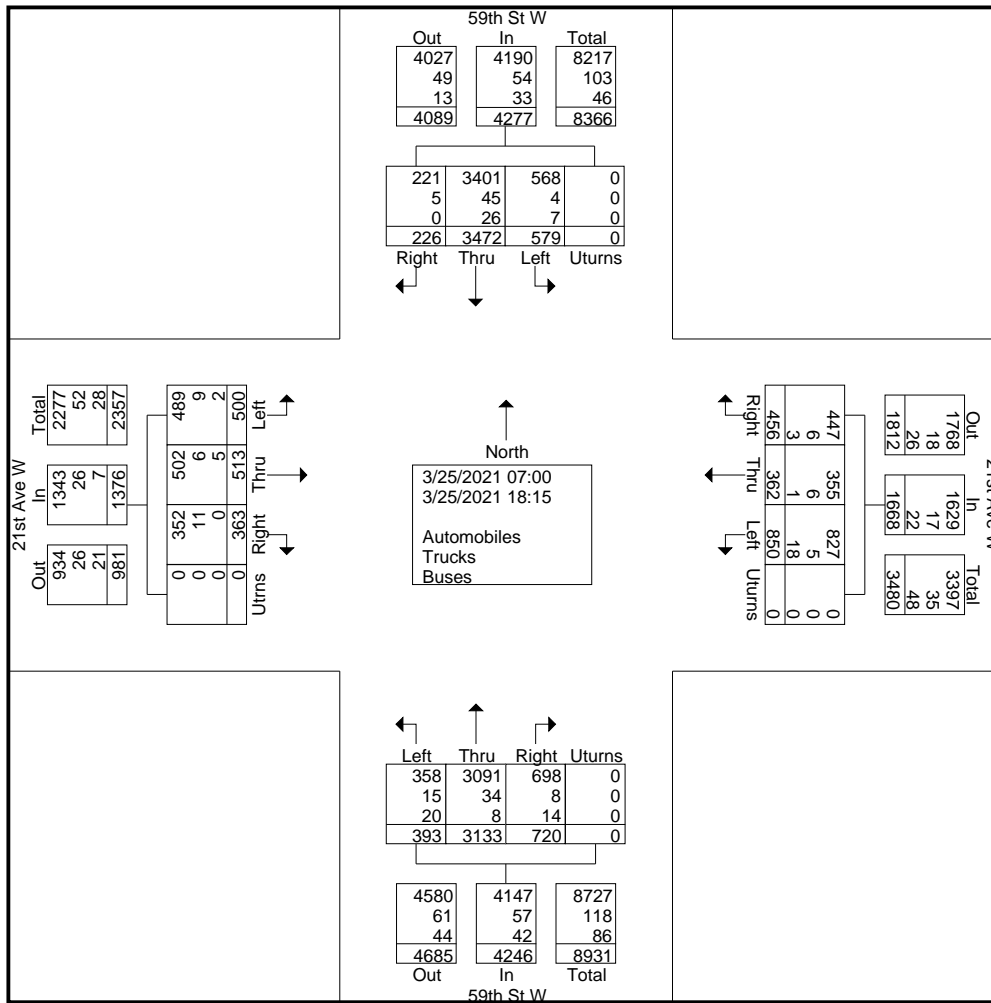 59th St W
Out In Total
4027 4190 8217
49 54 103
13 33 46
4089 4277 8366
221 3401 568 0
5 45 4 0
0 26 7 0
226 3472 579 0
Right Thru Left Uturns
21st Ave W
Total In Out
2277 1343 934
52 26 26
28 7 21
2357 1376 981
489 502 352 0
9 6 11 0
2 5 0 0
500 513 363 0
Left Thru Right Utrns
North
3/25/2021 07:00
3/25/2021 18:15
Automobiles
Trucks
Buses
Right Thru Left Uturns
456 362 850 0
3 1 18 0
6 6 5 0
447 355 827 0
Out In Total
1812 1668 3480
26 22 48
18 17 35
1768 1629 3397
21st Ave W
Left Thru Right Uturns
358 3091 698 0
15 34 8 0
20 8 14 0
393 3133 720 0
4580 4147 8727
61 57 118
44 42 86
4685 4246 8931
Out In Total
59th St W